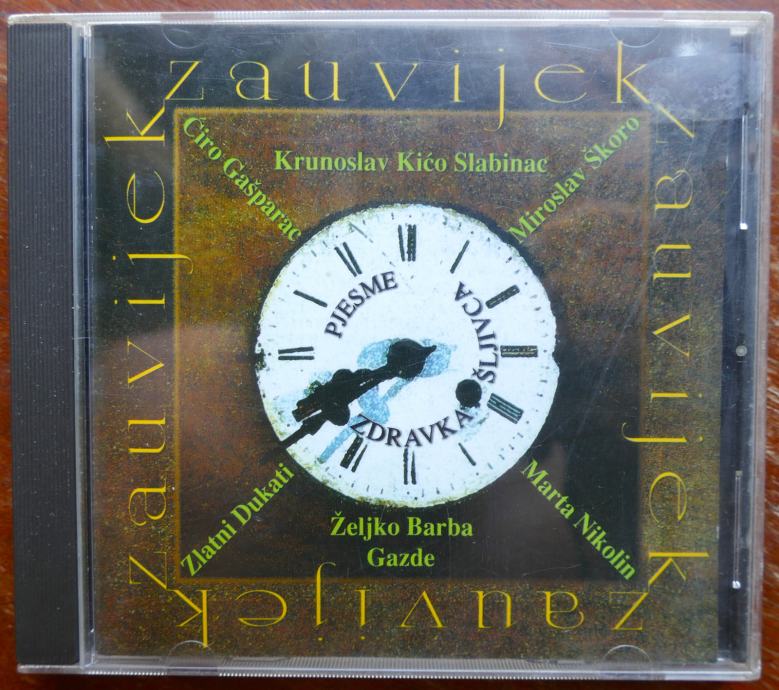 zauvijek
zauvijek
zauvijek
zauvijek
Ćiro Gašparac
Krunoslav Kićo Slabinac
Miroslav Škoro
PJESME
ZDRAVKA
ŠLJIVCA
Zlatni Dukati
Željko Barba
Gazde
Marta Nikolin